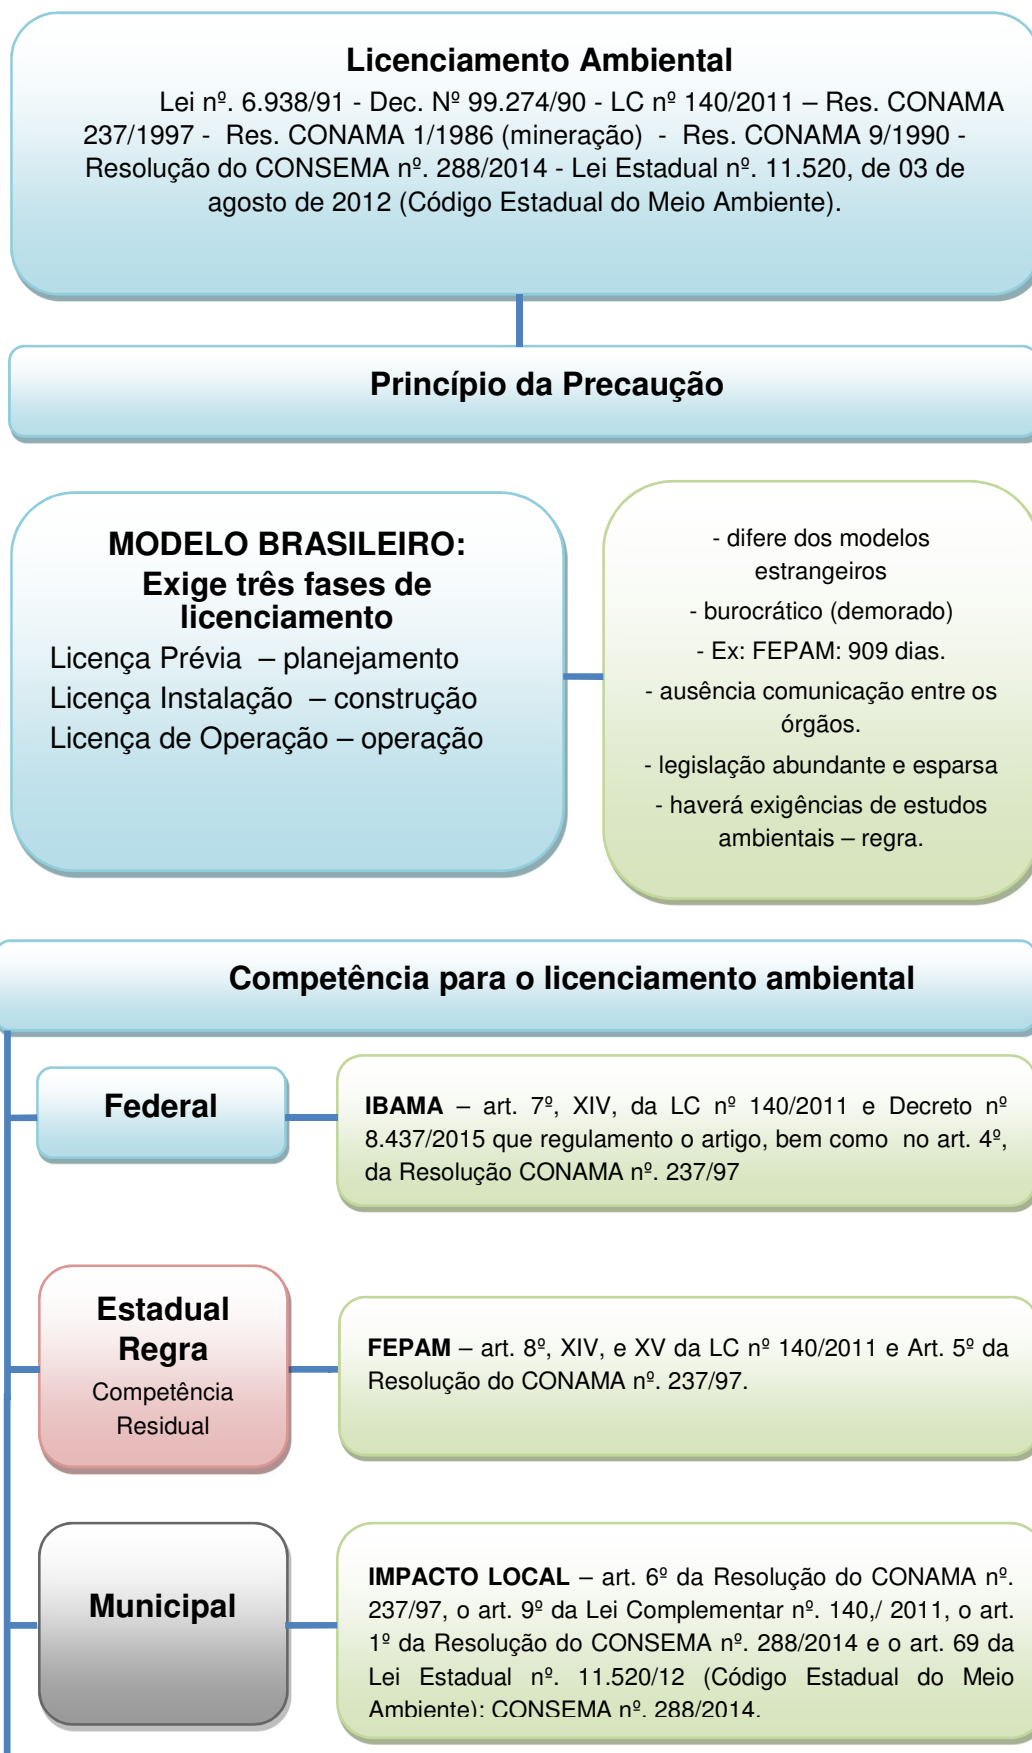 Licenciamento Ambiental
Lei nº. 6.938/91 - Dec. Nº 99.274/90 - LC nº 140/2011 – Res. CONAMA
237/1997 - Res. CONAMA 1/1986 (mineração) - Res. CONAMA 9/1990 -
Resolução do CONSEMA nº. 288/2014 - Lei Estadual nº. 11.520, de 03 de
agosto de 2012 (Código Estadual do Meio Ambiente).
Princípio da Precaução
MODELO BRASILEIRO:
Exige três fases de
licenciamento
Licença Prévia – planejamento
Licença Instalação – construção
Licença de Operação – operação
- difere dos modelos
estrangeiros
- burocrático (demorado)
- Ex: FEPAM: 909 dias.
- ausência comunicação entre os
órgãos.
- legislação abundante e esparsa
- haverá exigências de estudos
ambientais – regra.
Competência para o licenciamento ambiental
Federal
IBAMA – art. 7º, XIV, da LC nº 140/2011 e Decreto nº
8.437/2015 que regulamento o artigo, bem como no art. 4º,
da Resolução CONAMA nº. 237/97
Estadual
Regra
Competência
Residual
FEPAM – art. 8º, XIV, e XV da LC nº 140/2011 e Art. 5º da
Resolução do CONAMA nº. 237/97.
Municipal
IMPACTO LOCAL – art. 6º da Resolução do CONAMA nº.
237/97, o art. 9º da Lei Complementar nº. 140,/ 2011, o art.
1º da Resolução do CONSEMA nº. 288/2014 e o art. 69 da
Lei Estadual nº. 11.520/12 (Código Estadual do Meio
Ambiente): CONSEMA nº. 288/2014.